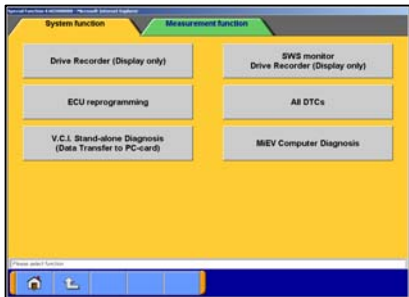 System function
Measurement function
Drive Recorder (Display only)
SWS monitor
Drive Recorder (Display only)
ECU reprogramming
All DTCs
V.C.I. Stand-alone Diagnosis
(Data Transfer to PC-card)
MiEV Computer Diagnosis
Please select function